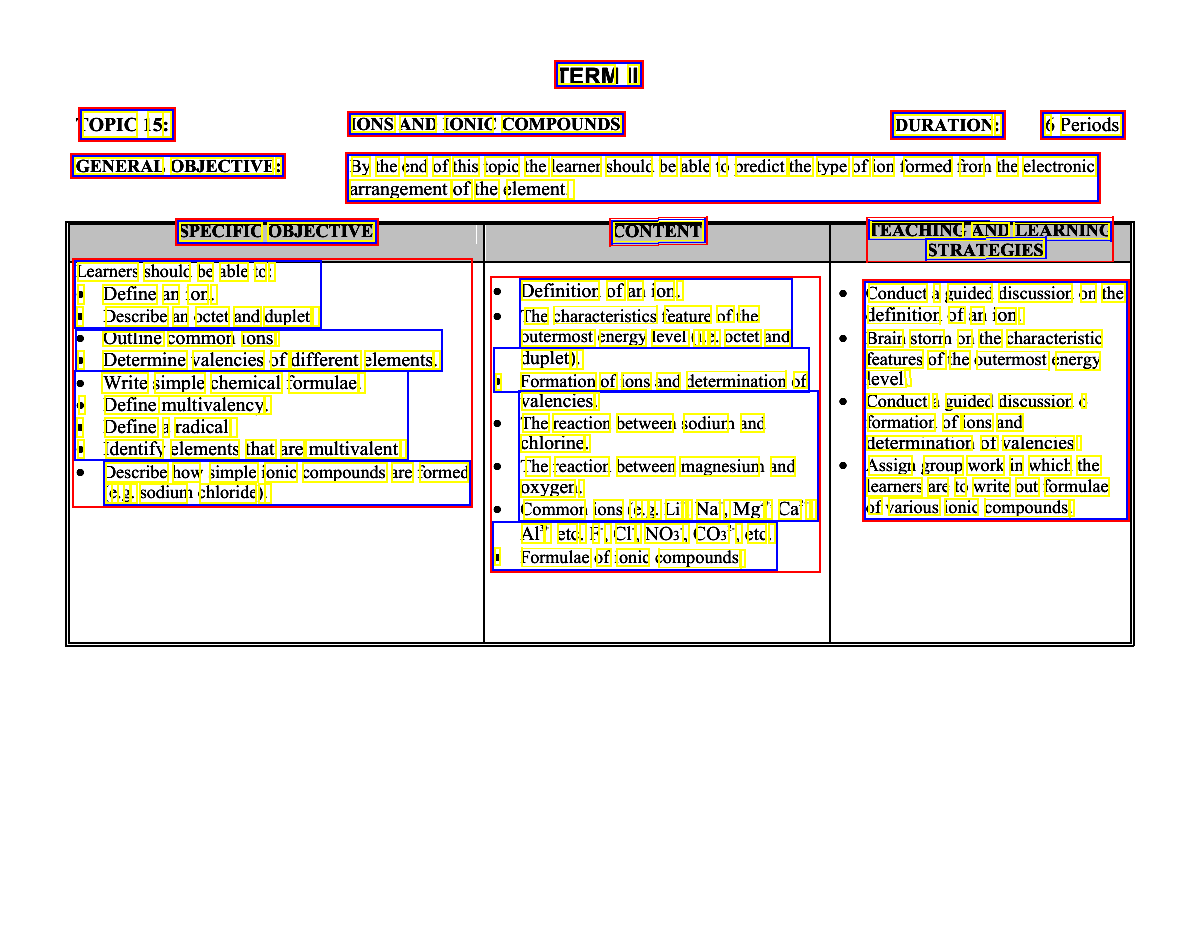 TERM II
TOPIC 15: IONS AND IONIC COMPOUNDS DURATION: 6 Periods
GENERAL OBJECTIVE: By the end of this topic the learner should be able to predict the type of ion formed from the electronic
arrangement of the element.
SPECIFIC OBJECTIVE
Learners should be able to:
• Define an ion.
• Describe an octet and duplet
• Outline common ions
• Determine valencies of different elements.
• Write simple chemical formulae.
• Define multivalency.
• Define a radical
• Identify elements that are multivalent
• Describe how simple ionic compounds are formed
(e.g. sodium chloride).
CONTENT
• Definition of an ion.
• The characteristics feature of the
outermost energy level (i.e. octet and
duplet).
• Formation of ions and determination of
valencies.
• The reaction between sodium and
chlorine.
• The reaction between magnesium and
oxygen.
• Common ions (e.g. Li⁺ Na⁺, Mg²⁺ Ca²⁺
Al³⁺ etc. F⁻, Cl⁻, NO₃⁻, CO₃²⁻, etc.
• Formulae of ionic compounds
TEACHING AND LEARNING
STRATEGIES
• Conduct a guided discussion on the
definition of an ion.
• Brain storm on the characteristic
features of the outermost energy
level
• Conduct a guided discussion
formation of ions and
determination of valencies
• Assign group work in which the
learners are to write out formulae
of various ionic compounds.